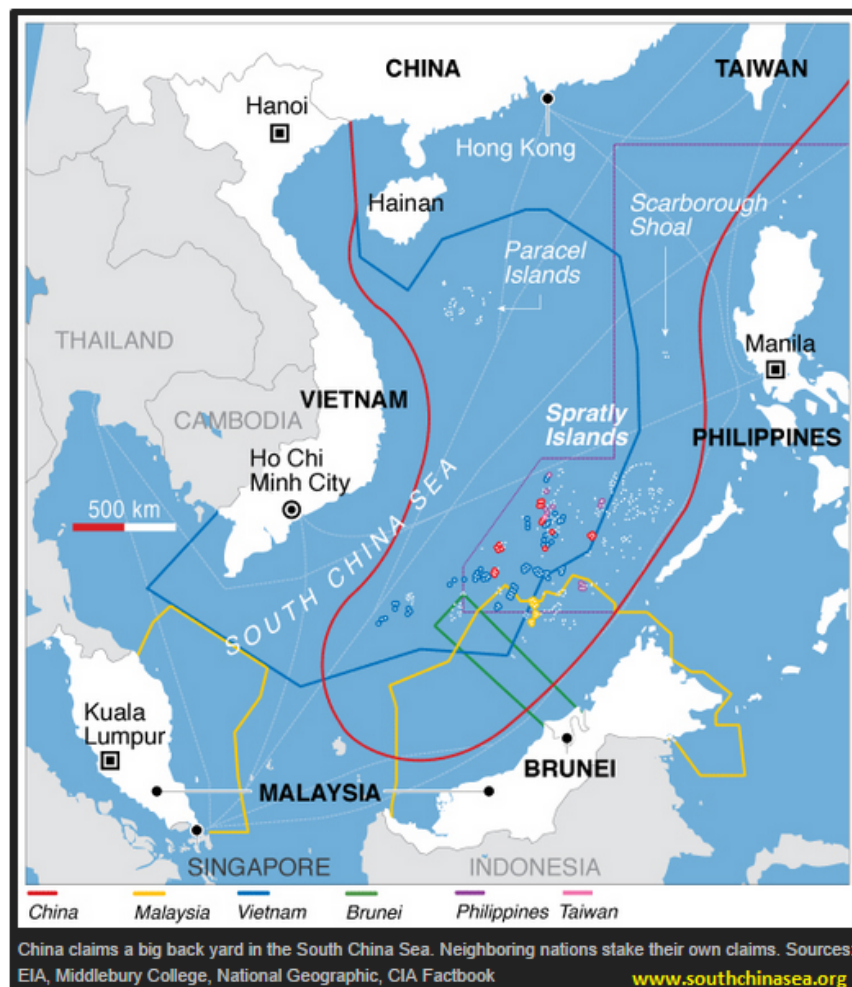 CHINA
TAIWAN
Hanoi
Hong Kong
Hainan
Scarborough
Shoal
Paracel
Islands
THAILAND
Manila
VIETNAM
CAMBODIA
Spratly
Islands
PHILIPPINES
Ho Chi
Minh City
500 km
SOUTH CHINA SEA
Kuala
Lumpur
BRUNEI
MALAYSIA
SINGAPORE
INDONESIA
China Malaysia Vietnam Brunei Philippines Taiwan
China claims a big back yard in the South China Sea. Neighboring nations stake their own claims. Sources:
EIA, Middlebury College, National Geographic, CIA Factbook
www.southchinasea.org